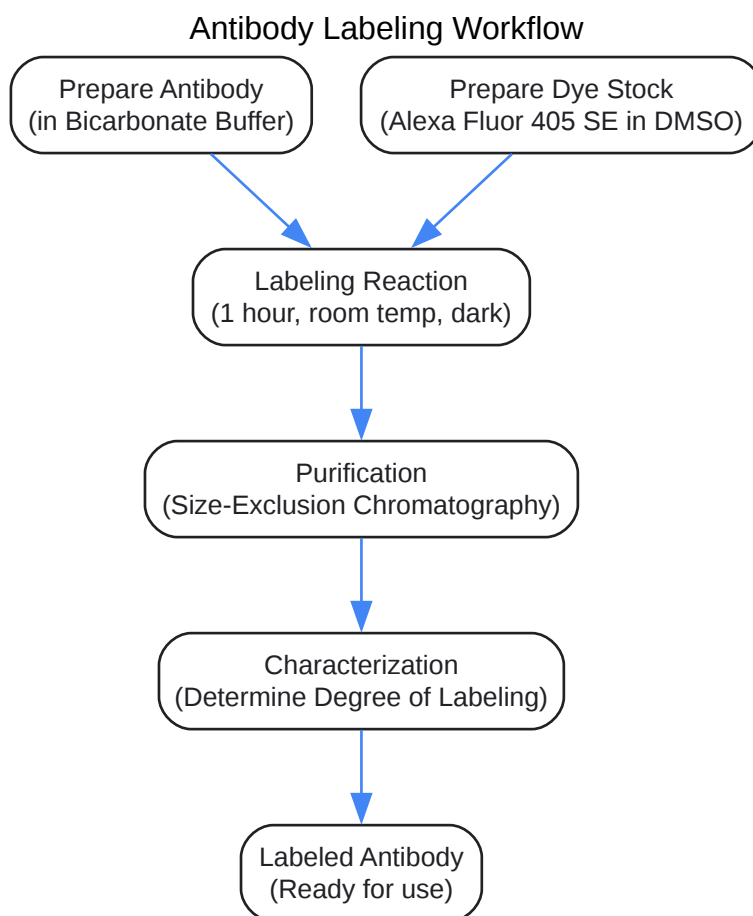 Antibody Labeling Workflow
Prepare Antibody
(in Bicarbonate Buffer)
Prepare Dye Stock
(Alexa Fluor 405 SE in DMSO)
Labeling Reaction
(1 hour, room temp, dark)
Purification
(Size-Exclusion Chromatography)
Characterization
(Determine Degree of Labeling)
Labeled Antibody
(Ready for use)